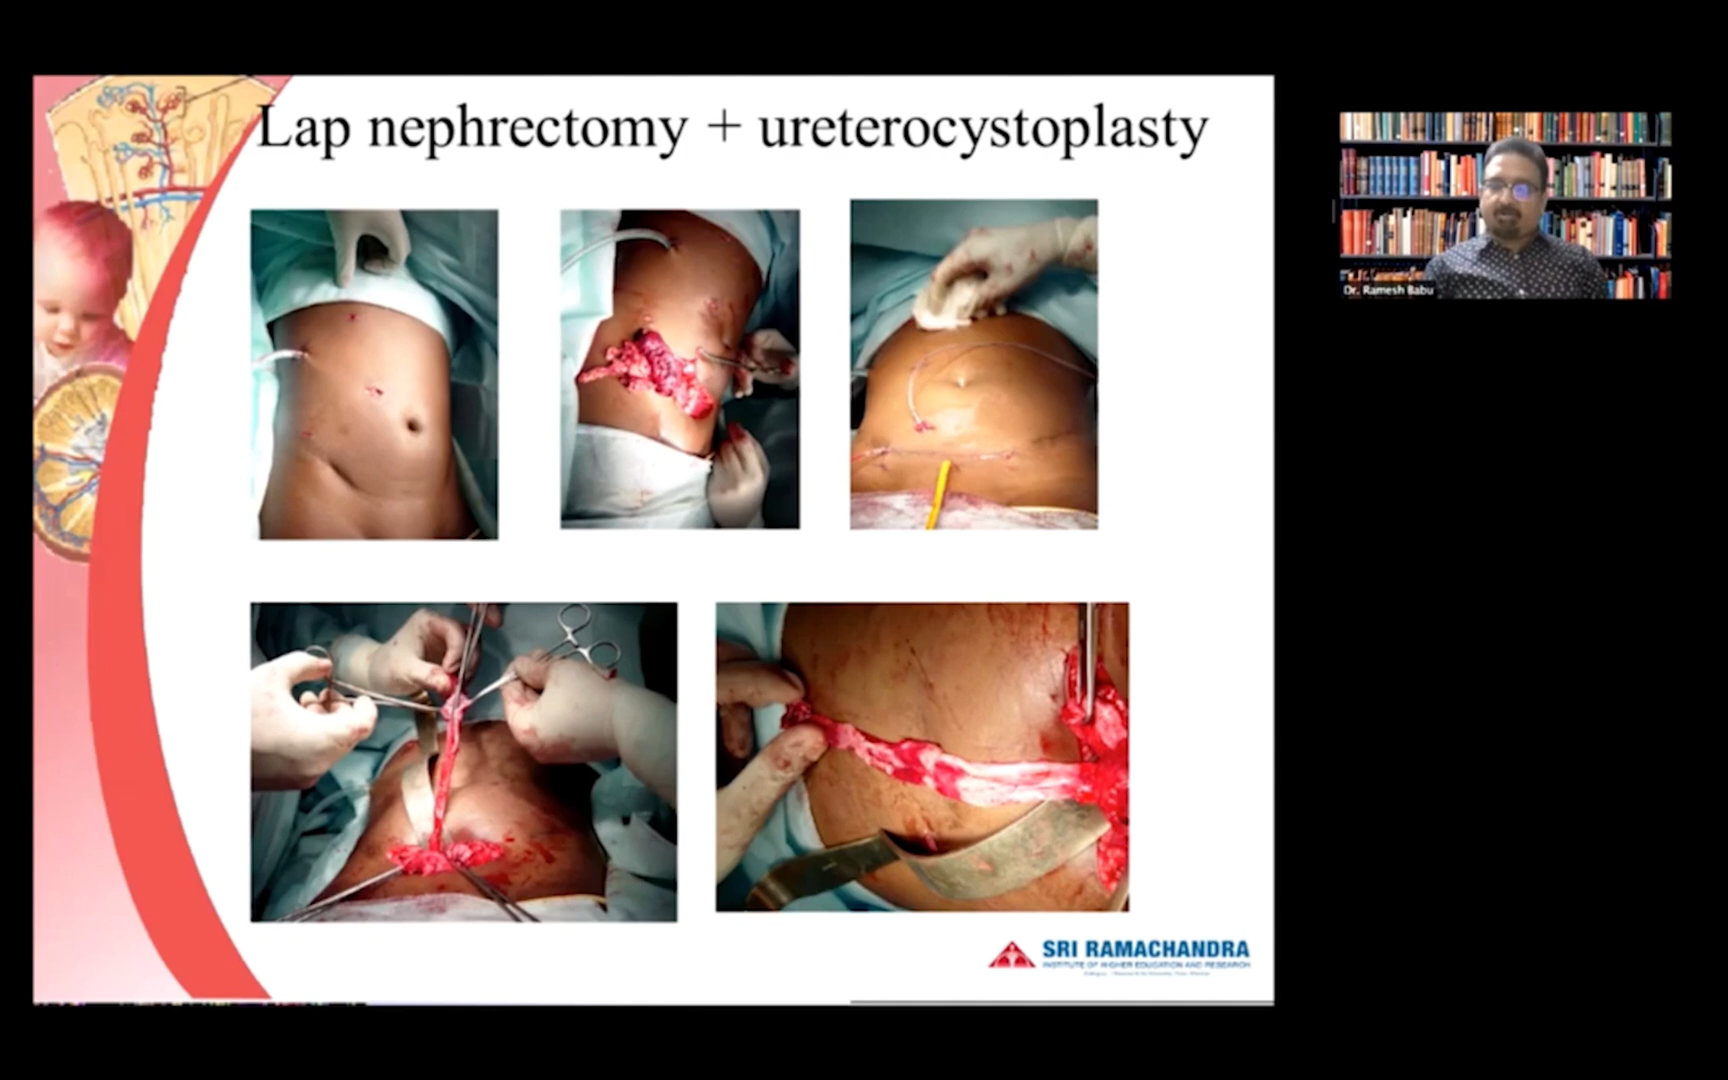 Lap nephrectomy + ureterocystoplasty
Dr. Ramesh Babu
SRI RAMACHANDRA
INSTITUTE OF HIGHER EDUCATION AND RESEARCH